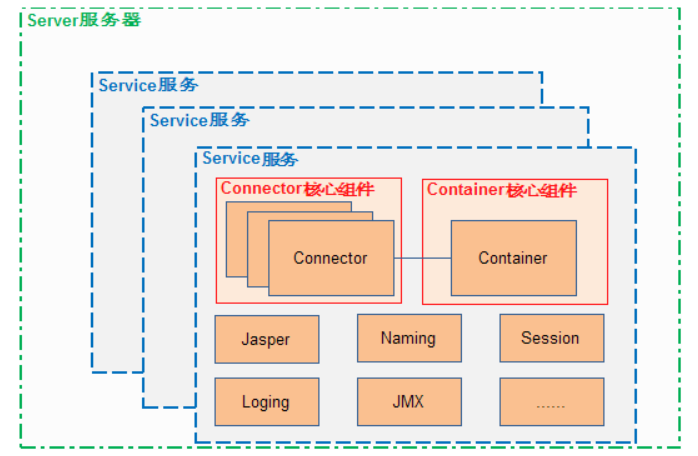 Server服务器
Service服务
Service服务
Service服务
Connector核心组件
Container核心组件
Connector
Container
Jasper
Naming
Session
Loging
JMX
......